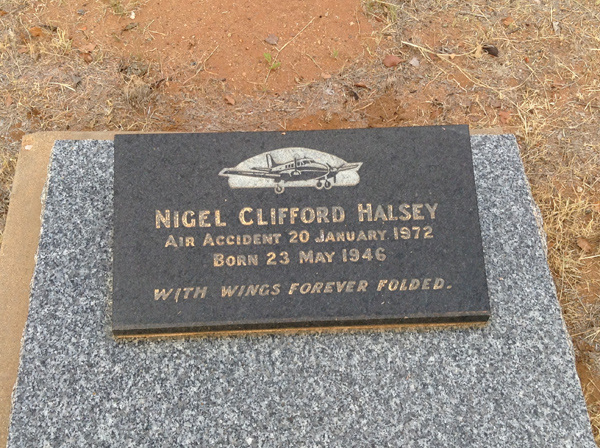 NIGEL CLIFFORD HALSEY
AIR ACCIDENT 20 JANUARY 1972
BORN 23 MAY 1946
WITH WINGS FOREVER FOLDED.